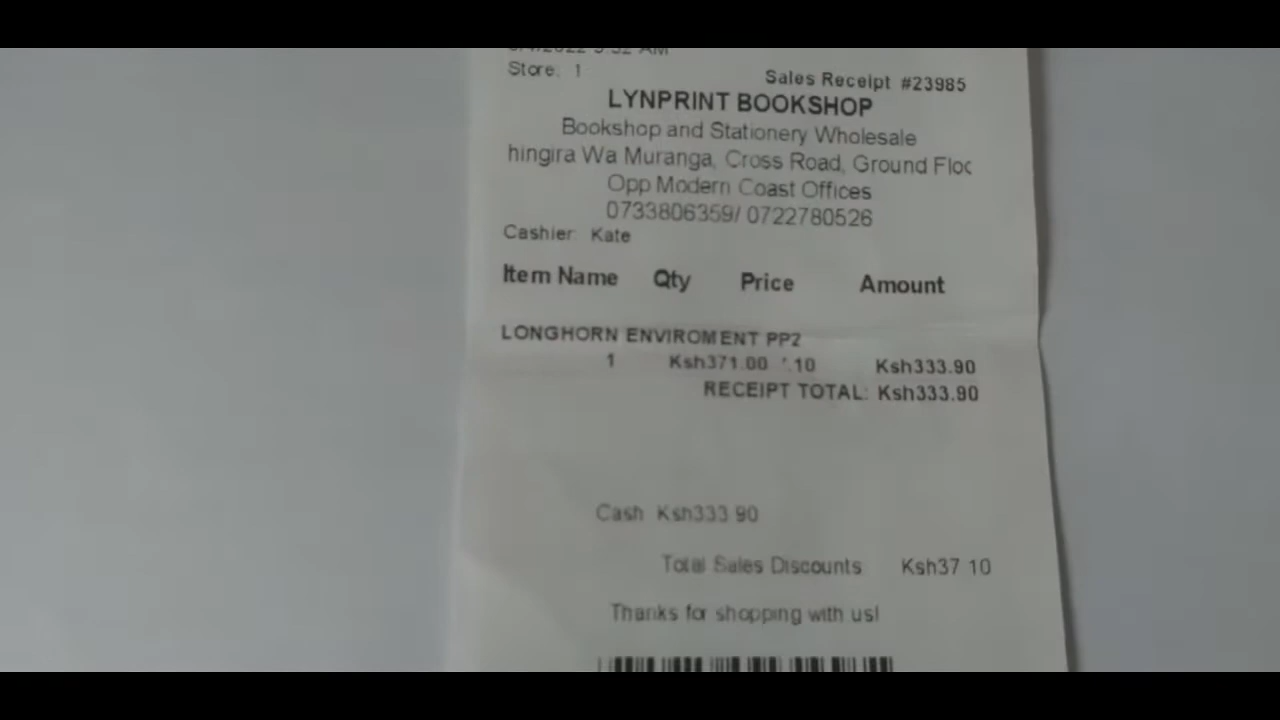 Store: 1
Sales Receipt #23985
LYNPRINT BOOKSHOP
Bookshop and Stationery Wholesale
hingira Wa Muranga, Cross Road, Ground Floc
Opp Modern Coast Offices
0733806359/ 0722780526
Cashier: Kate
Item Name Qty Price Amount
LONGHORN ENVIROMENT PP2
1 Ksh371.00 Ksh333.90
RECEIPT TOTAL: Ksh333.90
Cash Ksh333.90
Total Sales Discounts Ksh37.10
Thanks for shopping with us!